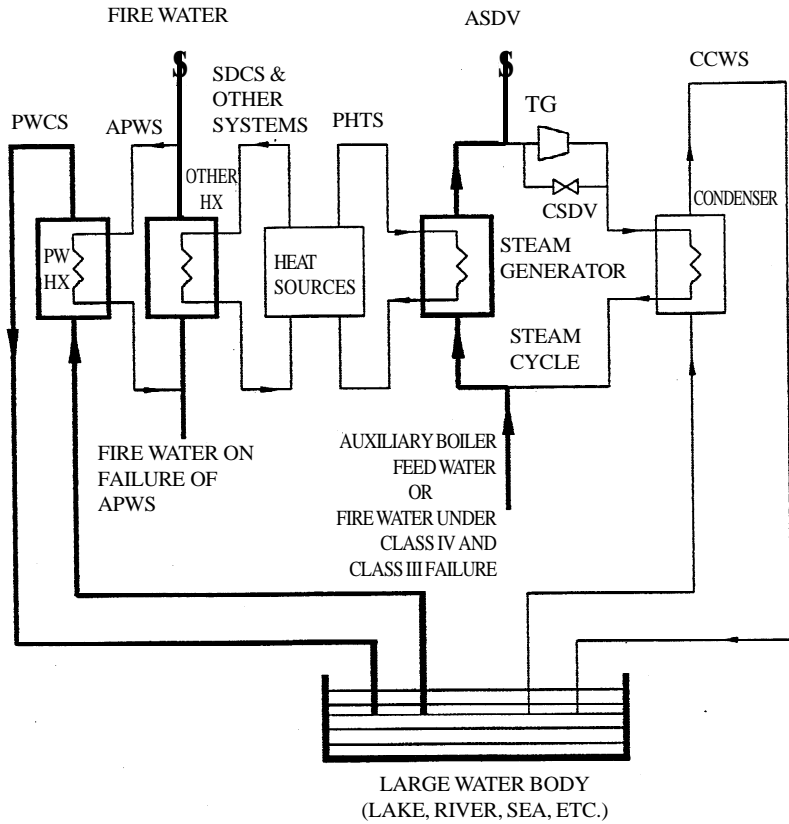 FIRE WATER
ASDV
CCWS
SDCS &
OTHER
SYSTEMS
PWCS
APWS
PHTS
TG
OTHER
HX
CSDV
CONDENSER
PW
HX
HEAT
SOURCES
STEAM
GENERATOR
STEAM
CYCLE
FIRE WATER ON
FAILURE OF
APWS
AUXILIARY BOILER
FEED WATER
OR
FIRE WATER UNDER
CLASS IV AND
CLASS III FAILURE
LARGE WATER BODY
(LAKE, RIVER, SEA, ETC.)